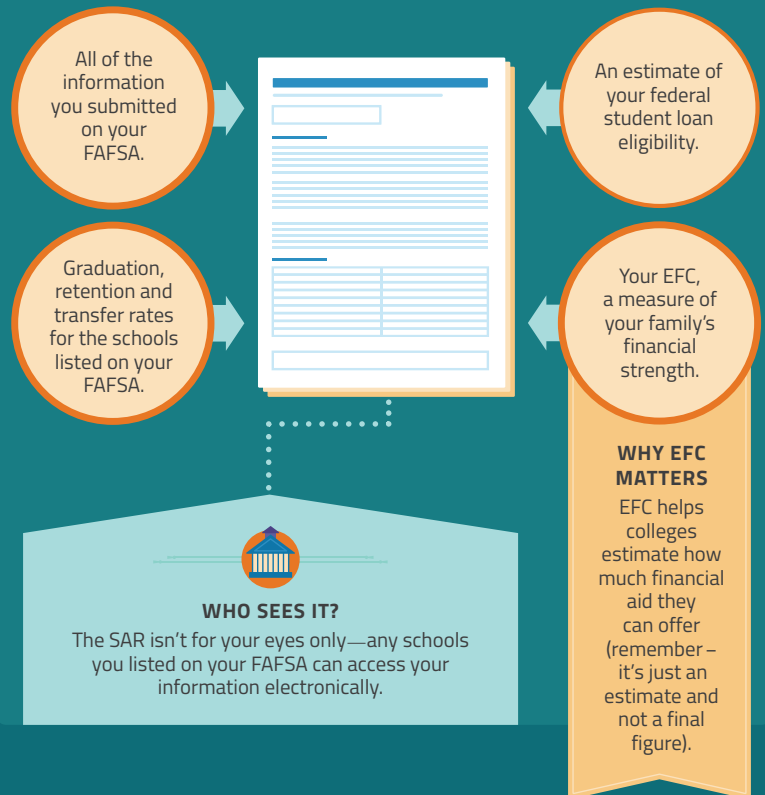 All of the
information
you submitted
on your
FAFSA.
An estimate of
your federal
student loan
eligibility.
Graduation,
retention and
transfer rates
for the schools
listed on your
FAFSA.
Your EFC,
a measure of
your family's
financial
strength.
WHY EFC
MATTERS
EFC helps
colleges
estimate how
much financial
aid they
can offer
(remember –
it's just an
estimate and
not a final
figure).
WHO SEES IT?
The SAR isn't for your eyes only—any schools
you listed on your FAFSA can access your
information electronically.